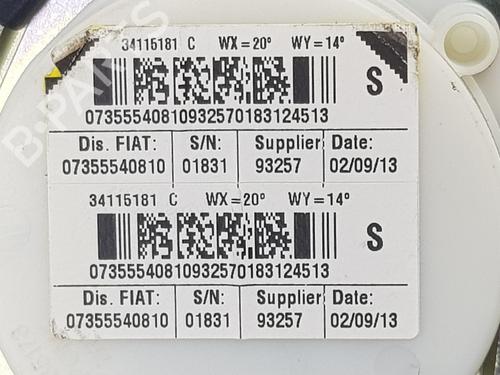 34115181 C WX=20° WY=14°
S
07355540810932570183124513
Dis. FIAT: S/N: Supplier Date:
07355540810 01831 93257 02/09/13
34115181 C WX=20° WY=14°
S
07355540810932570183124513
Dis. FIAT: S/N: Supplier Date:
07355540810 01831 93257 02/09/13
B-PARTS